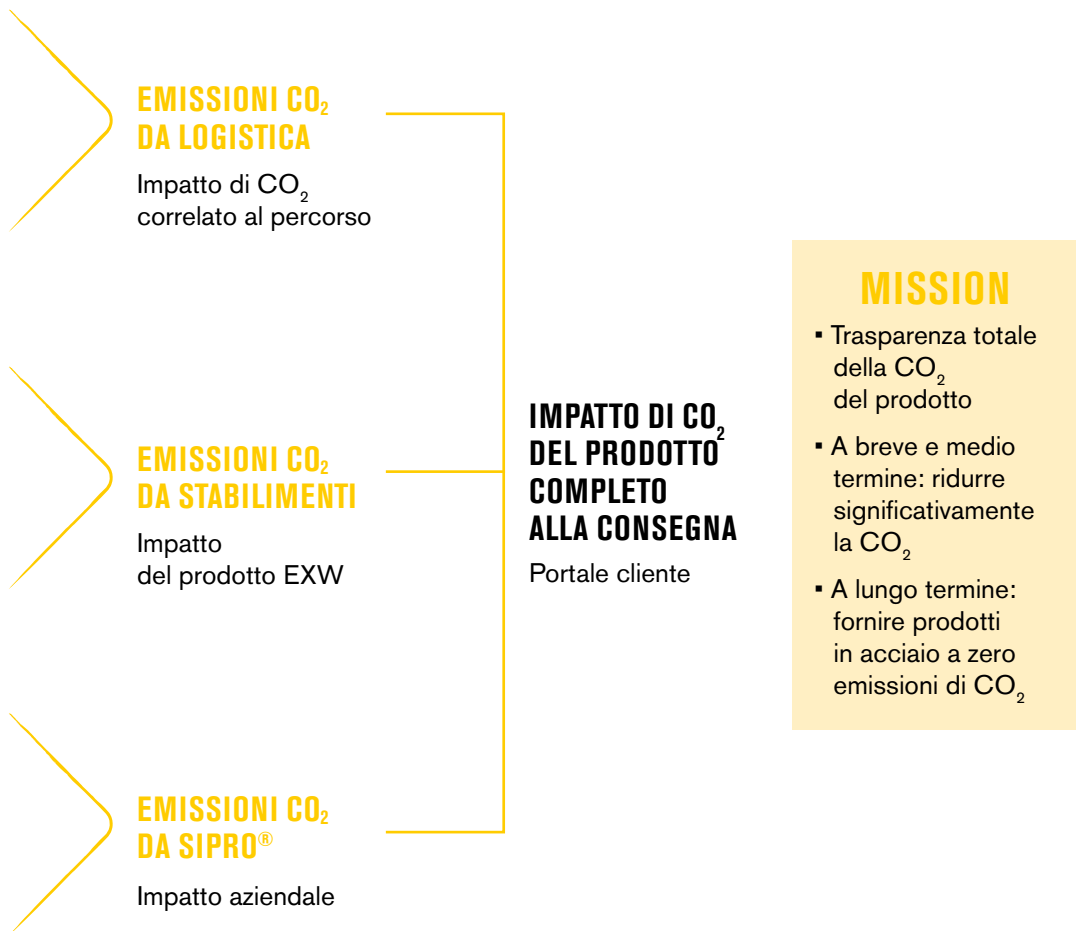 EMISSIONI CO₂
DA LOGISTICA
Impatto di CO₂
correlato al percorso
EMISSIONI CO₂
DA STABILIMENTI
Impatto
del prodotto EXW
EMISSIONI CO₂
DA SIPRO®
Impatto aziendale
IMPATTO DI CO₂
DEL PRODOTTO
COMPLETO
ALLA CONSEGNA
Portale cliente
MISSION
▪ Trasparenza totale
della CO₂
del prodotto
▪ A breve e medio
termine: ridurre
significativamente
la CO₂
▪ A lungo termine:
fornire prodotti
in acciaio a zero
emissioni di CO₂